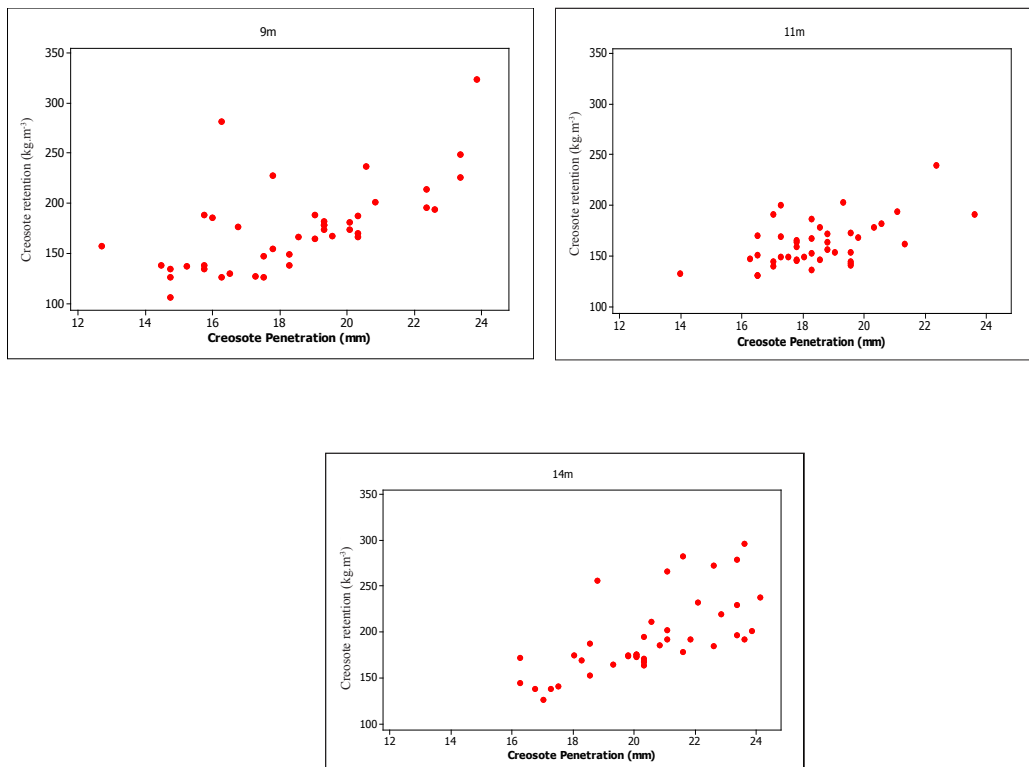 9m
350
300
250
200
150
100
Creosote retention (kg.m-3)
12 14 16 18 20 22 24
Creosote Penetration (mm)
11m
350
300
250
200
150
100
Creosote retention (kg.m-3)
12 14 16 18 20 22 24
Creosote Penetration (mm)
14m
350
300
250
200
150
100
Creosote retention (kg.m-3)
12 14 16 18 20 22 24
Creosote Penetration (mm)